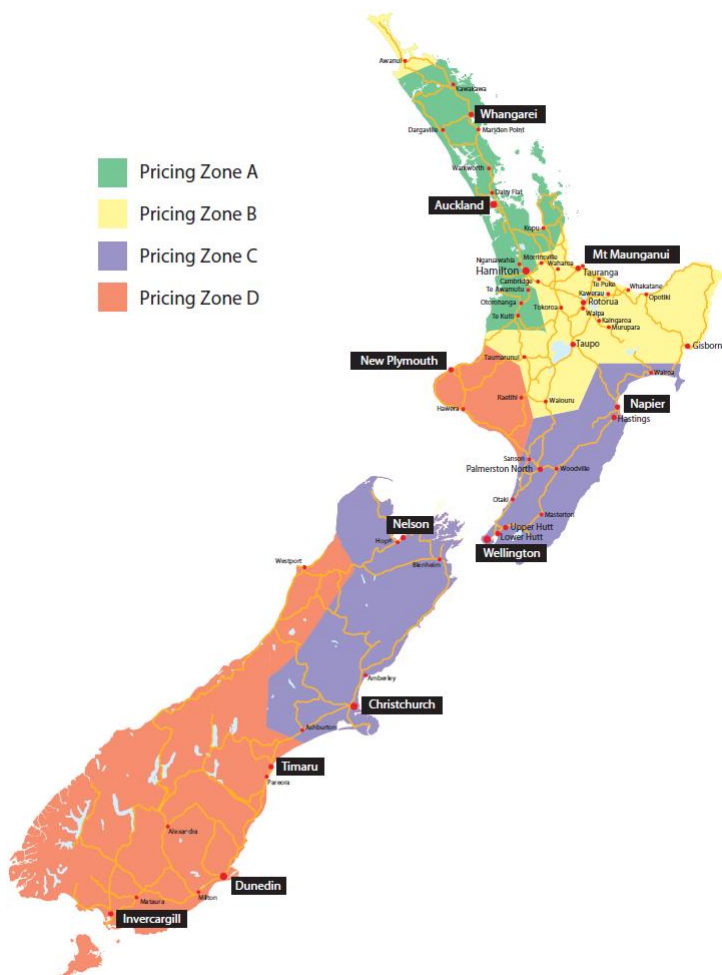 Awanui
Kawakawa
Whangarei
Dargaville
Marsden Point
Pricing Zone A
Pricing Zone B
Pricing Zone C
Pricing Zone D
Warkworth
Dairy Flat
Auckland
Kopu
Mt Maunganui
Ngaruawahia
Morrinsville
Waharoa
Hamilton
Tauranga
Cambridge
Te Puke
Whakatane
Te Awamutu
Kawerau
Opotiki
Otorohanga
Tokoroa
Rotorua
Waipa
Te Kuiti
Kaingaroa
Murupara
Taupo
Gisborn
Taumarunui
New Plymouth
Wairoa
Raetihi
Waiouru
Napier
Hawera
Hastings
Sanson
Palmerston North
Woodville
Otaki
Masterton
Nelson
Upper Hutt
Hope
Lower Hutt
Wellington
Westport
Blenheim
Amberley
Christchurch
Ashburton
Timaru
Pareora
Alexandra
Dunedin
Milton
Mataura
Invercargill